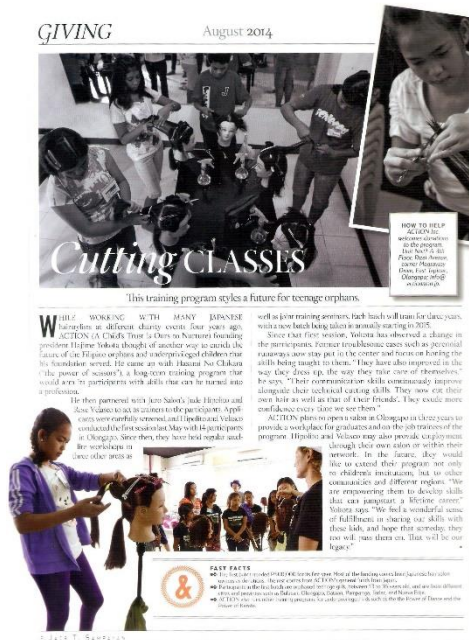 GIVING
August 2014
HOW TO HELP
ACTION Inc.
welcomes donations
to the program.
Cutting CLASSES
This training program styles a future for teenage orphans.
WHILE WORKING WITH MANY JAPANESE
hairstylists at different charity events four years ago,
ACTION (A Child's Trust Is Ours to Nurture) founding
president Hajime Yokota thought of another way to enrich the
future of the Filipino orphans and underprivileged children that
his foundation served. He came up with Hasami No Chikara
("the power of scissors"), a long-term training program that
would arm its participants with skills that can be turned into
a profession.
He then partnered with Juro Salon's Jude Hipolito and
Rose Velasco to act as trainers to the participants. Appli-
cants were carefully screened, and Hipolito and Velasco
conducted the first session last May with 14 participants
in Olongapo. Since then, they have held regular
workshops in
three other areas as
well as joint training seminars. Each batch will train for three years,
with a new batch being taken in annually starting in 2015.
Since that first session, Yokota has observed a change in
the participants. Former troublesome cases such as perennial
runaways now stay put in the center and focus on honing the
skills being taught to them. "They have also improved in the
way they dress up, the way they take care of themselves,"
he says. "Their communication skills continuously improve
alongside their technical cutting skills. They now cut their
own hair as well as that of their friends'. They exude more
confidence every time we see them."
ACTION plans to open a salon in Olongapo in three years to
provide a workplace for graduates and on-the-job trainees of the
program. Hipolito and Velasco may also provide employment
through their own salon or within their
network. In the future, they would
like to extend their program not only
to children's institutions, but to other
communities and different regions. "We
are empowering them to develop skills
that can jumpstart a lifetime career,"
Yokota says. "We feel a wonderful sense
of fulfillment in sharing our skills with
these kids, and hope that someday, they
too will pass them on. That will be our
legacy."
&
FAST FACTS